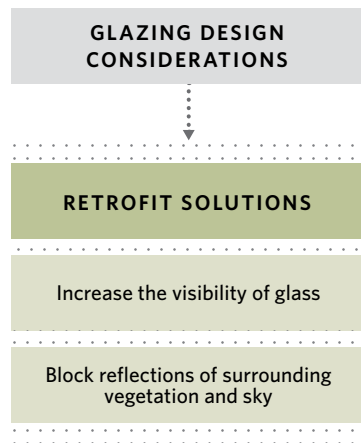 GLAZING DESIGN
CONSIDERATIONS
RETROFIT SOLUTIONS
Increase the visibility of glass
Block reflections of surrounding
vegetation and sky